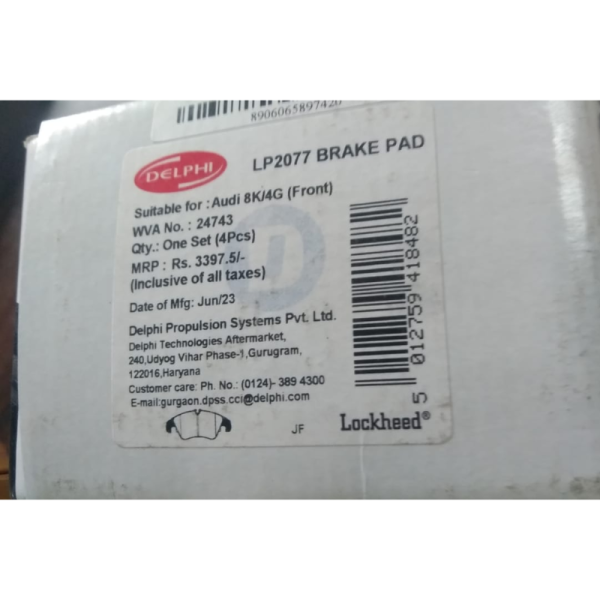 8906065897420
DELPHI
LP2077 BRAKE PAD
Suitable for : Audi 8K/4G (Front)
WVA No. : 24743
Qty.: One Set (4Pcs)
MRP : Rs. 3397.5/-
(Inclusive of all taxes)
Date of Mfg: Jun/23
Delphi Propulsion Systems Pvt. Ltd.
Delphi Technologies Aftermarket,
240,Udyog Vihar Phase-1,Gurugram,
122016,Haryana
Customer care: Ph. No.: (0124)- 389 4300
E-mail:gurgaon.dpss.cci@delphi.com
JF
Lockheed®
5 012759 418482